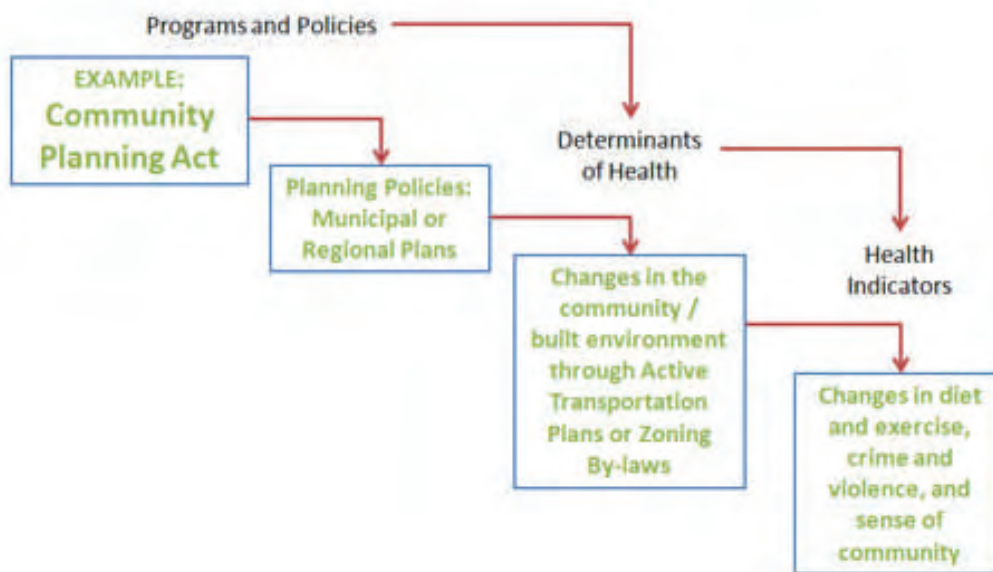 Programs and Policies
EXAMPLE:
Community
Planning Act
Determinants
of Health
Planning Policies:
Municipal or
Regional Plans
Health
Indicators
Changes in the
community /
built environment
through Active
Transportation
Plans or Zoning
By-laws
Changes in diet
and exercise,
crime and
violence, and
sense of
community